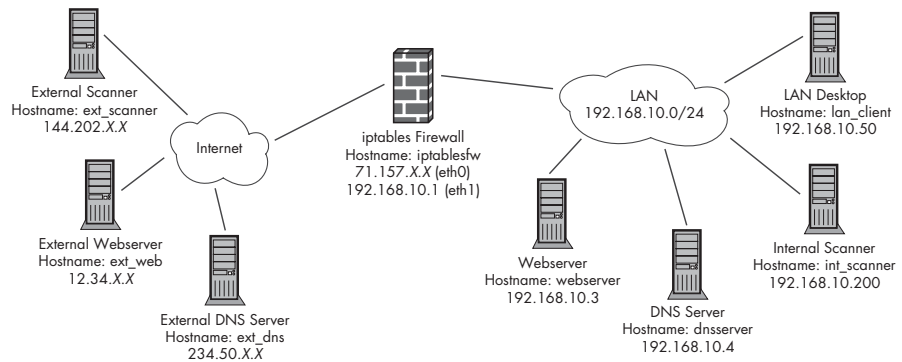 External Scanner
Hostname: ext_scanner
144.202.X.X
Internet
External Webserver
Hostname: ext_web
12.34.X.X
External DNS Server
Hostname: ext_dns
234.50.X.X
iptables Firewall
Hostname: iptablesfw
71.157.X.X (eth0)
192.168.10.1 (eth1)
LAN
192.168.10.0/24
LAN Desktop
Hostname: lan_client
192.168.10.50
Webserver
Hostname: webserver
192.168.10.3
DNS Server
Hostname: dnsserver
192.168.10.4
Internal Scanner
Hostname: int_scanner
192.168.10.200